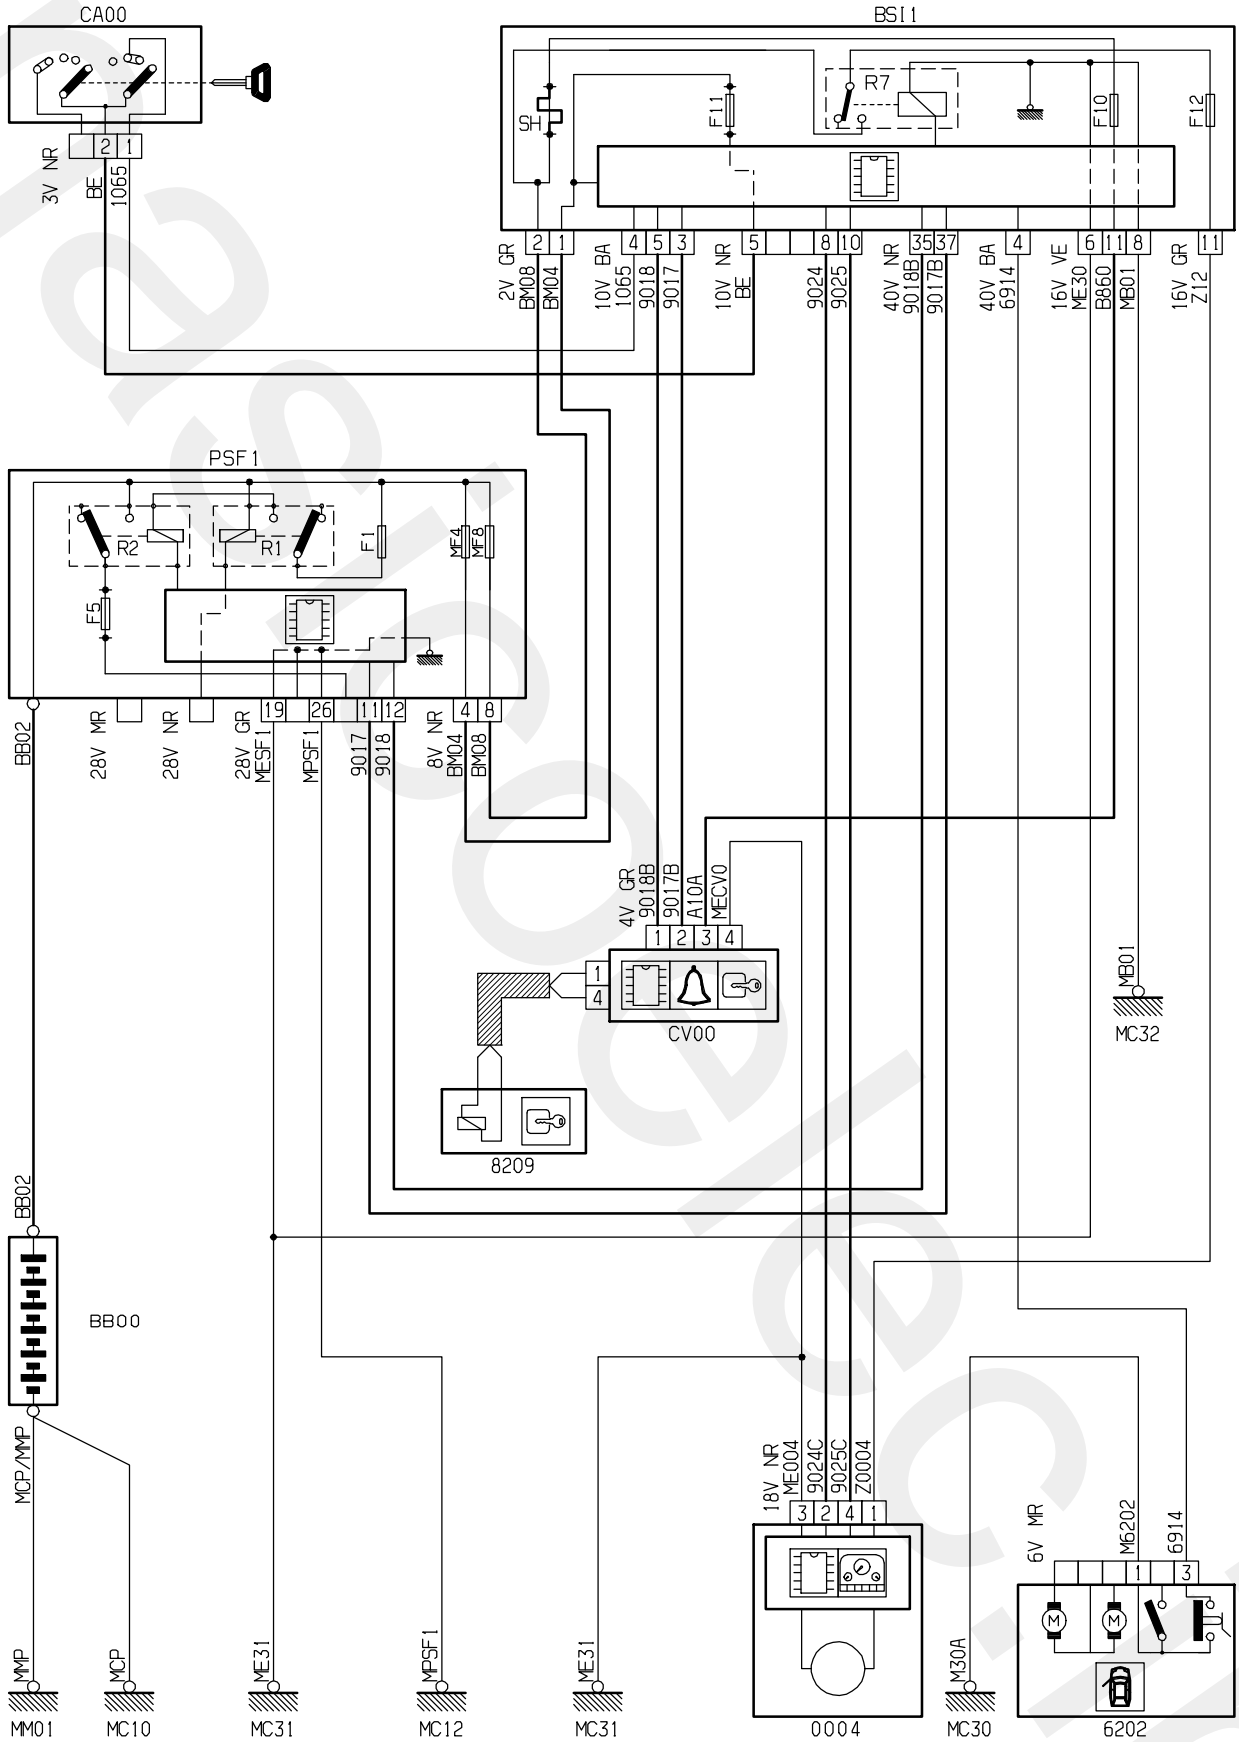 CA00
BSI1
R7
SH
F11
F10
F12
2 1
3V NR
BE
1065
2 1 4 5 3 5 8 10 35 37 4 6 11 8 11
2V GR
BM08
BM04
10V BA
1065
9018
9017
10V NR
BE
9024
9025
40V NR
9018B
9017B
40V BA
6914
16V VE
ME30
B860
MB01
16V GR
Z12
PSF1
R2
R1
F1
MF4
MF8
F5
19 26 11 12 4 8
BB02
28V MR
28V NR
28V GR
MESF1
MPSF1
9017
9018
8V NR
BM04
BM08
4V GR
9018B
9017B
A10A
MECV0
1 2 3 4
1
4
CV00
MB01
MC32
8209
BB02
BB00
MCP/MMP
18V NR
ME004
9024C
9025C
Z0004
3 2 4 1
6V MR
M6202
6914
1 3
M M
MMP
MCP
ME31
MPSF1
ME31
M30A
MM01
MC10
MC31
MC12
MC31
0004
MC30
6202